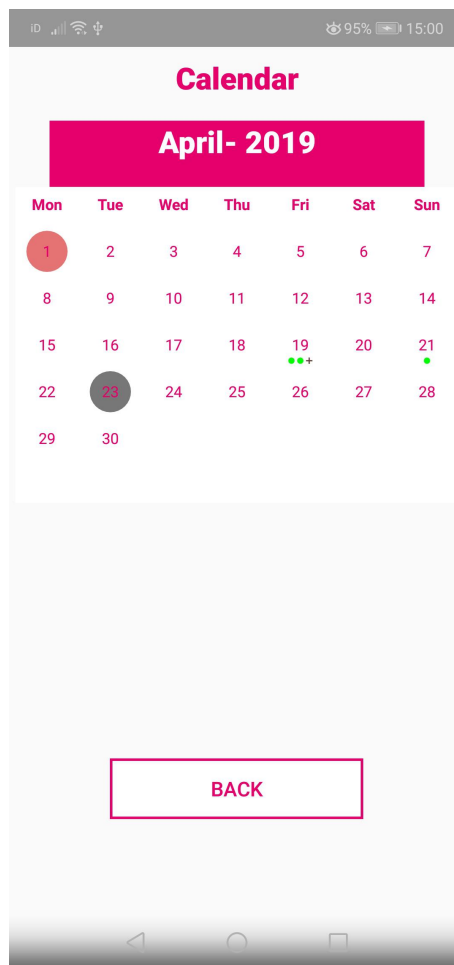 iD 95% 15:00
Calendar
April- 2019
Mon Tue Wed Thu Fri Sat Sun
1 2 3 4 5 6 7
8 9 10 11 12 13 14
15 16 17 18 19 20 21
+
22 23 24 25 26 27 28
29 30
BACK